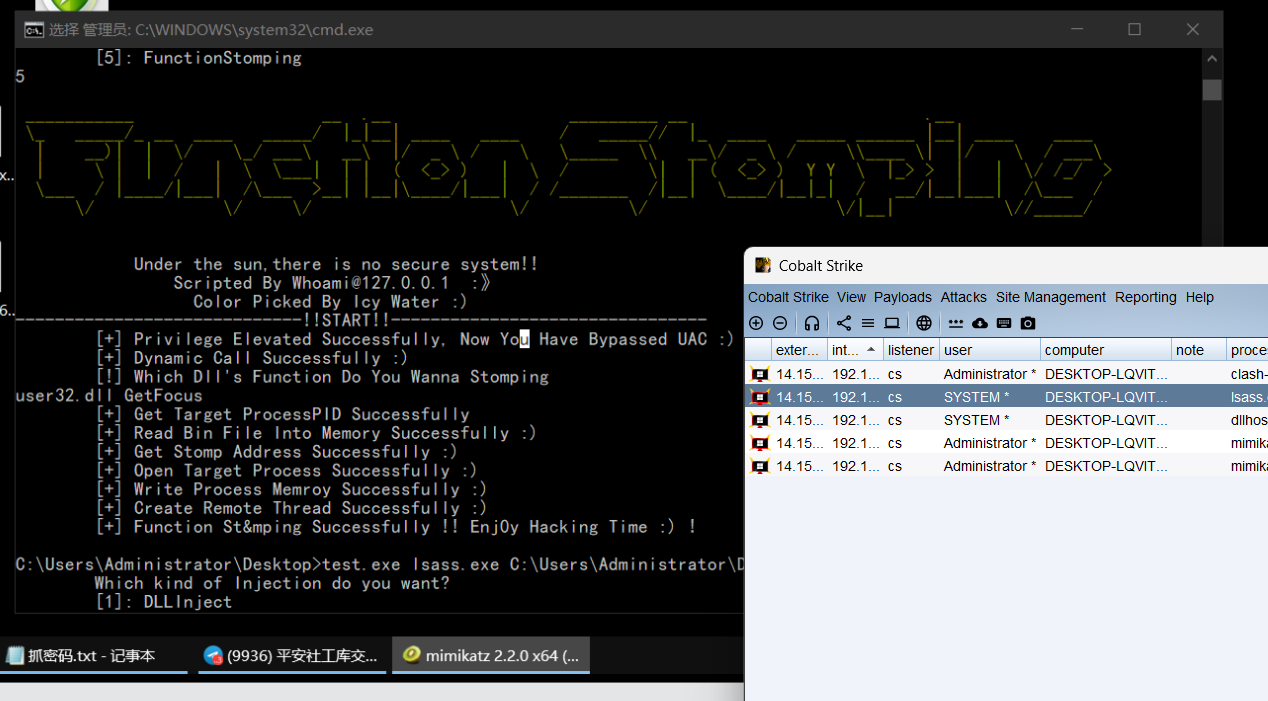 选择 管理员: C:\WINDOWS\system32\cmd.exe
[5]: FunctionStomping
5
Function Stomping
Under the sun,there is no secure system!!
Scripted By Whoami@127.0.0.1 :》
Color Picked By Icy Water :)
-----------------------------!!START!!--------------------------------
[+] Privilege Elevated Successfully, Now You Have Bypassed UAC :)
[+] Dynamic Call Successfully :)
[!] Which Dll's Function Do You Wanna Stomping
user32.dll GetFocus
[+] Get Target ProcessPID Successfully
[+] Read Bin File Into Memory Successfully :)
[+] Get Stomp Address Successfully :)
[+] Open Target Process Successfully :)
[+] Write Process Memroy Successfully :)
[+] Create Remote Thread Successfully :)
[+] Function St&mping Successfully !! Enj0y Hacking Time :) !
C:\Users\Administrator\Desktop>test.exe lsass.exe C:\Users\Administrator\D
Which kind of Injection do you want?
[1]: DLLInject
x..
6..
Cobalt Strike
Cobalt Strike View Payloads Attacks Site Management Reporting Help
exter... int... listener user computer note proce
14.15... 192.1... cs Administrator * DESKTOP-LQVIT... clash-
14.15... 192.1... cs SYSTEM * DESKTOP-LQVIT... lsass.
14.15... 192.1... cs SYSTEM * DESKTOP-LQVIT... dllhos
14.15... 192.1... cs Administrator * DESKTOP-LQVIT... mimika
14.15... 192.1... cs Administrator * DESKTOP-LQVIT... mimika
抓密码.txt - 记事本
(9936) 平安社工库交...
mimikatz 2.2.0 x64 (...